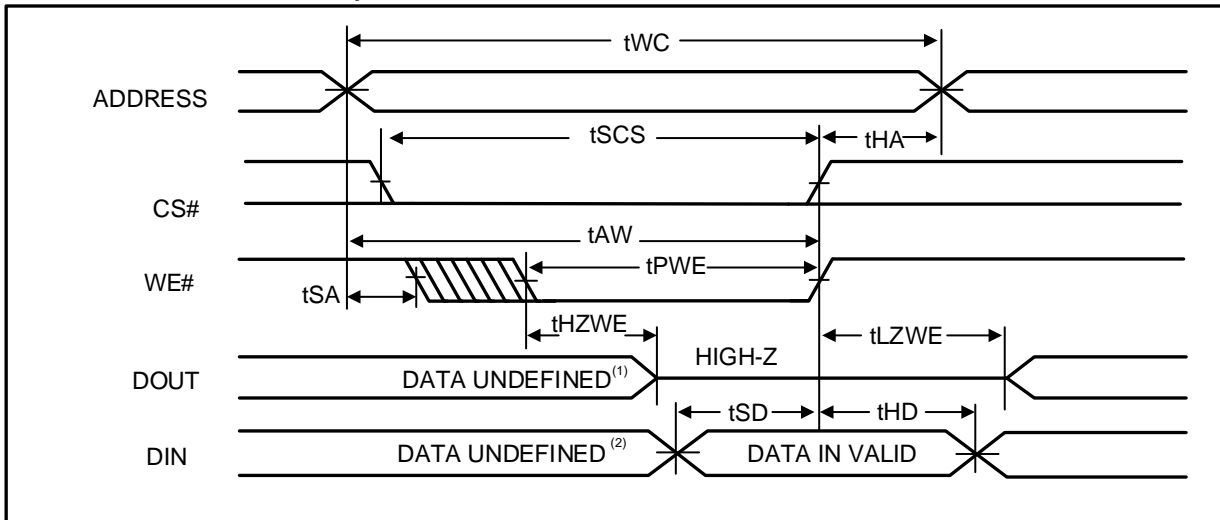 tWC
ADDRESS
tSCS
tHA
CS#
tAW
tPWE
WE#
tSA
tHZWE
tLZWE
HIGH-Z
DOUT
DATA UNDEFINED(1)
tSD
tHD
DIN
DATA UNDEFINED (2)
DATA IN VALID